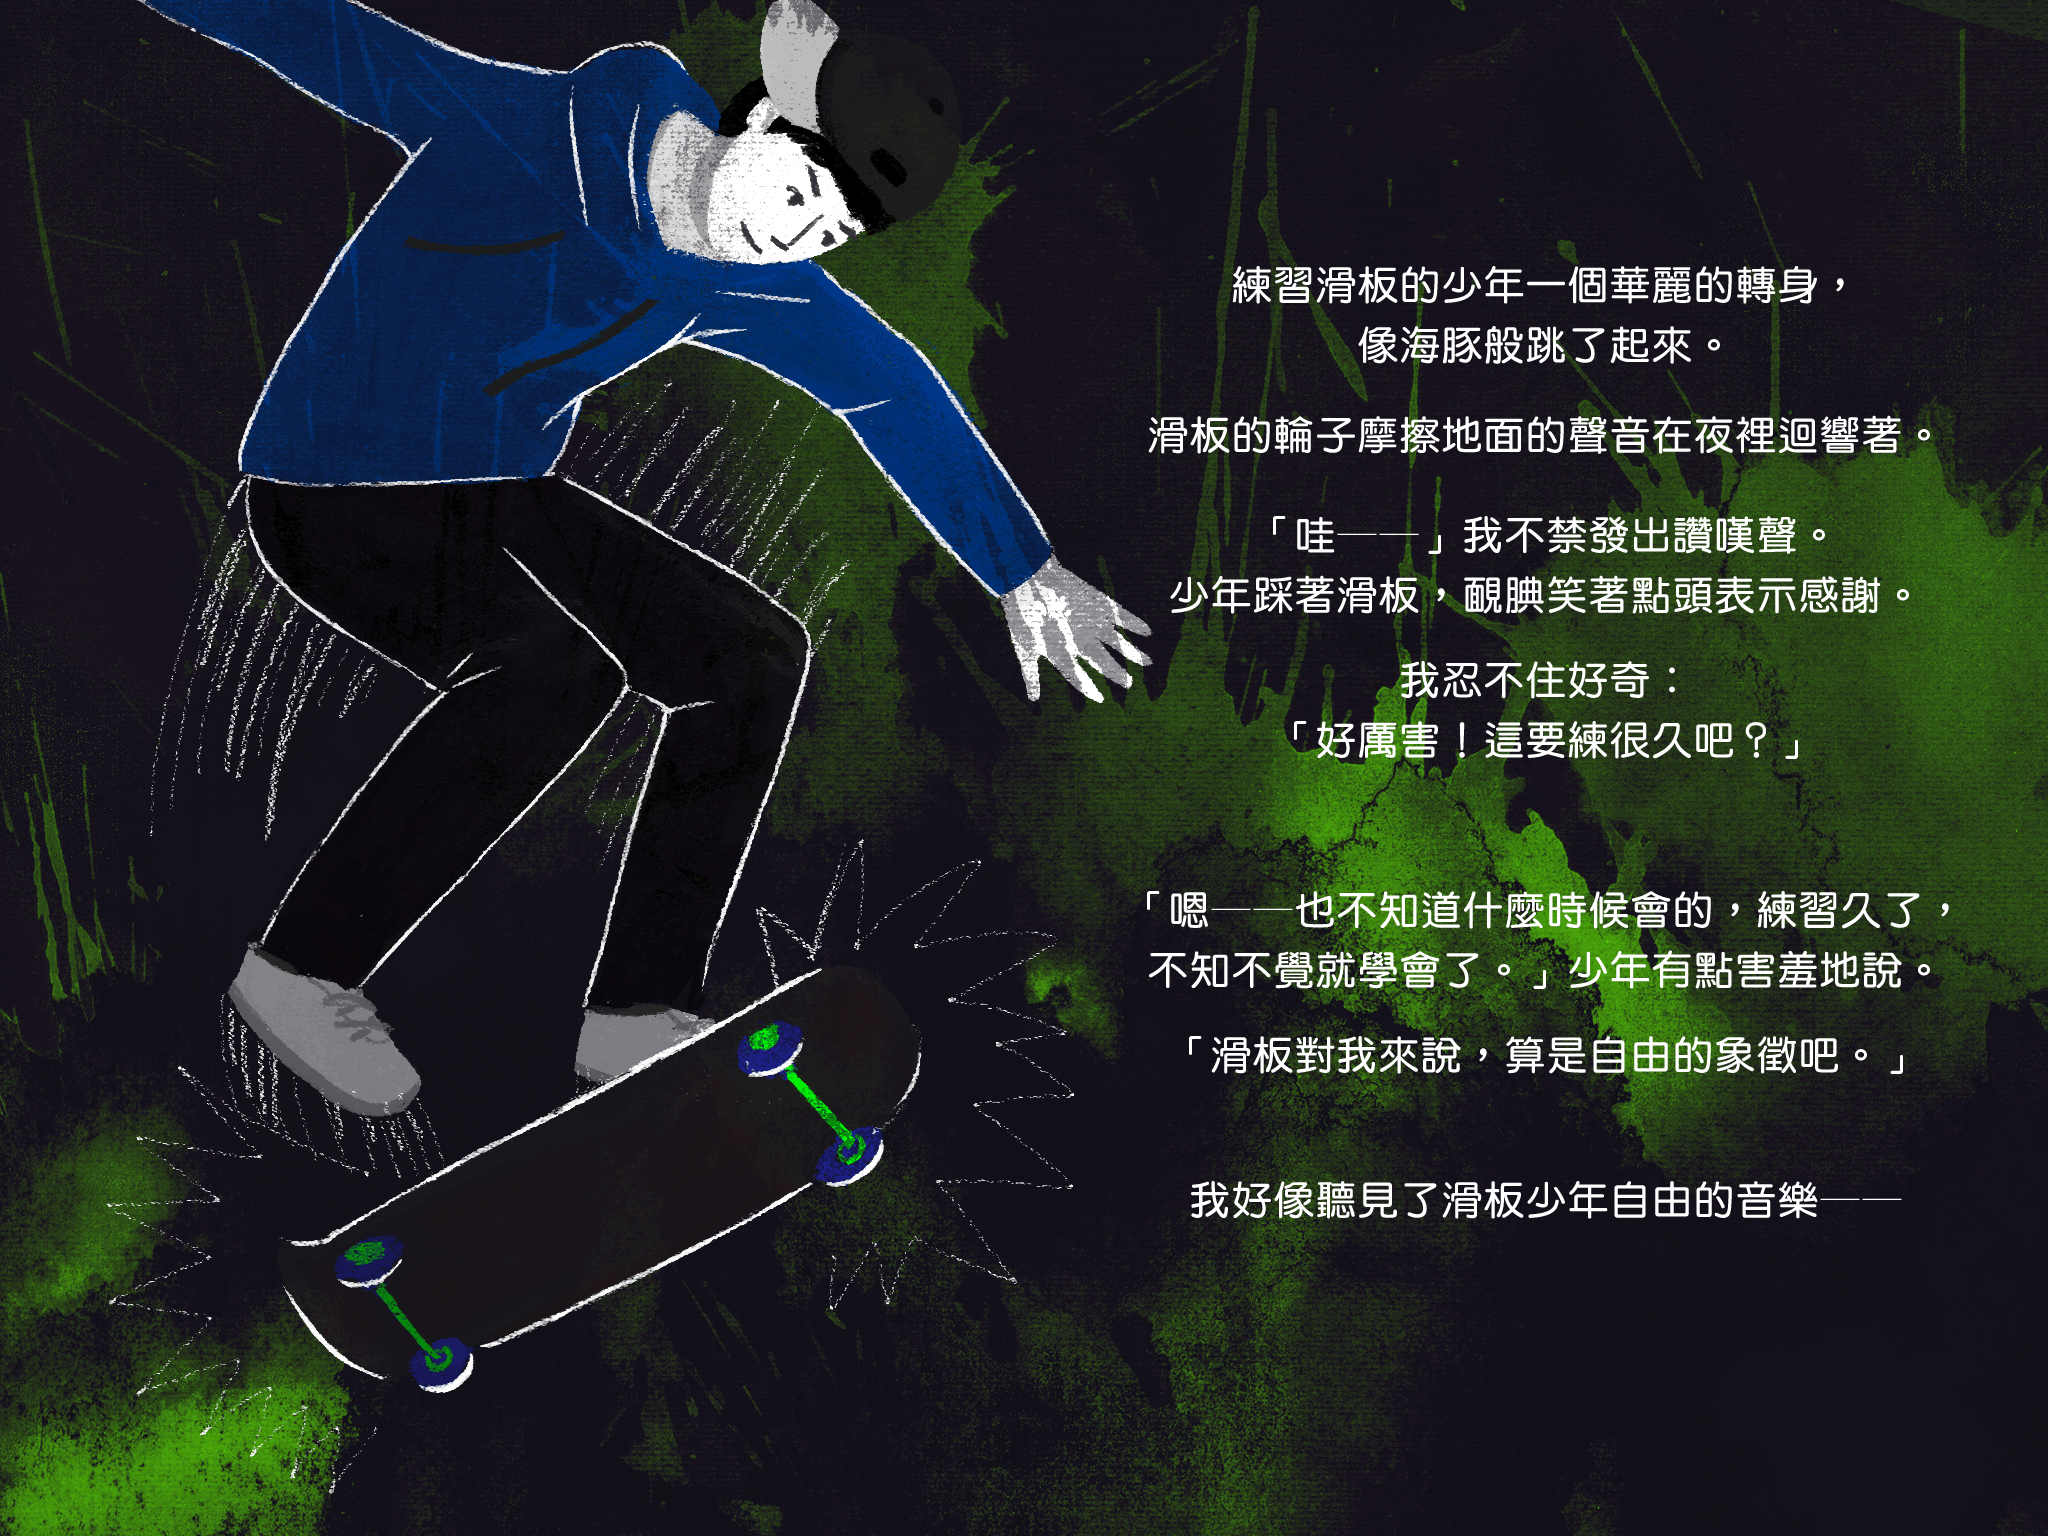 練習滑板的少年一個華麗的轉身，
像海豚般跳了起來。
滑板的輪子摩擦地面的聲音在夜裡迴響著。
「哇——」我不禁發出讚嘆聲。
少年踩著滑板，靦腆笑著點頭表示感謝。
我忍不住好奇：
「好厲害！這要練很久吧？」
「嗯——也不知道什麼時候會的，練習久了，
不知不覺就學會了。」少年有點害羞地說。
「滑板對我來說，算是自由的象徵吧。」
我好像聽見了滑板少年自由的音樂——